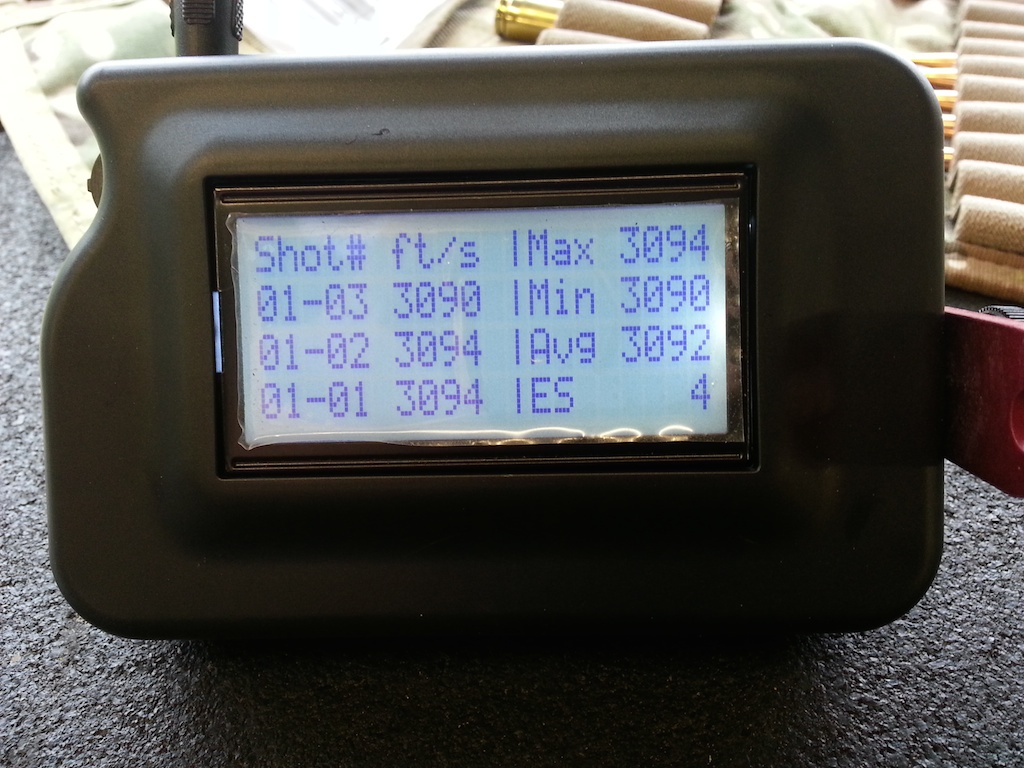 Shot# ft/s |Max 3094
01-03 3090 |Min 3090
01-02 3094 |Avg 3092
01-01 3094 |ES 4